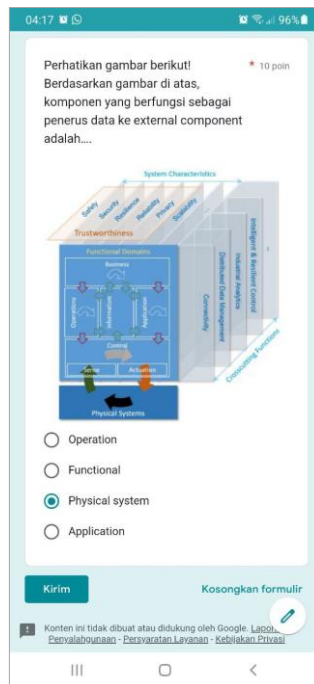 04:17
96%
Perhatikan gambar berikut! * 10 poin
Berdasarkan gambar di atas,
komponen yang berfungsi sebagai
penerus data ke external component
adalah....
System Characteristics
Safety
Security
Resilience
Reliability
Privacy
Scalability
Trustworthiness
Functional Domains
Business
Operations
Information
Application
Control
Sense
Actuation
Physical Systems
Connectivity
Distributed Data Management
Industrial Analytics
Intelligent & Resilient Control
Crosscutting Functions
Operation
Functional
Physical system
Application
Kirim
Kosongkan formulir
Konten ini tidak dibuat atau didukung oleh Google.
Penyalahgunaan - Persyaratan Layanan - Kebijakan Privasi